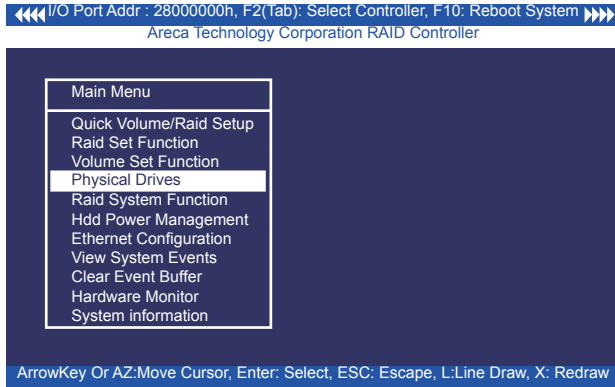 I/O Port Addr : 28000000h, F2(Tab): Select Controller, F10: Reboot System
Areca Technology Corporation RAID Controller
Main Menu
Quick Volume/Raid Setup
Raid Set Function
Volume Set Function
Physical Drives
Raid System Function
Hdd Power Management
Ethernet Configuration
View System Events
Clear Event Buffer
Hardware Monitor
System information
ArrowKey Or AZ:Move Cursor, Enter: Select, ESC: Escape, L:Line Draw, X: Redraw